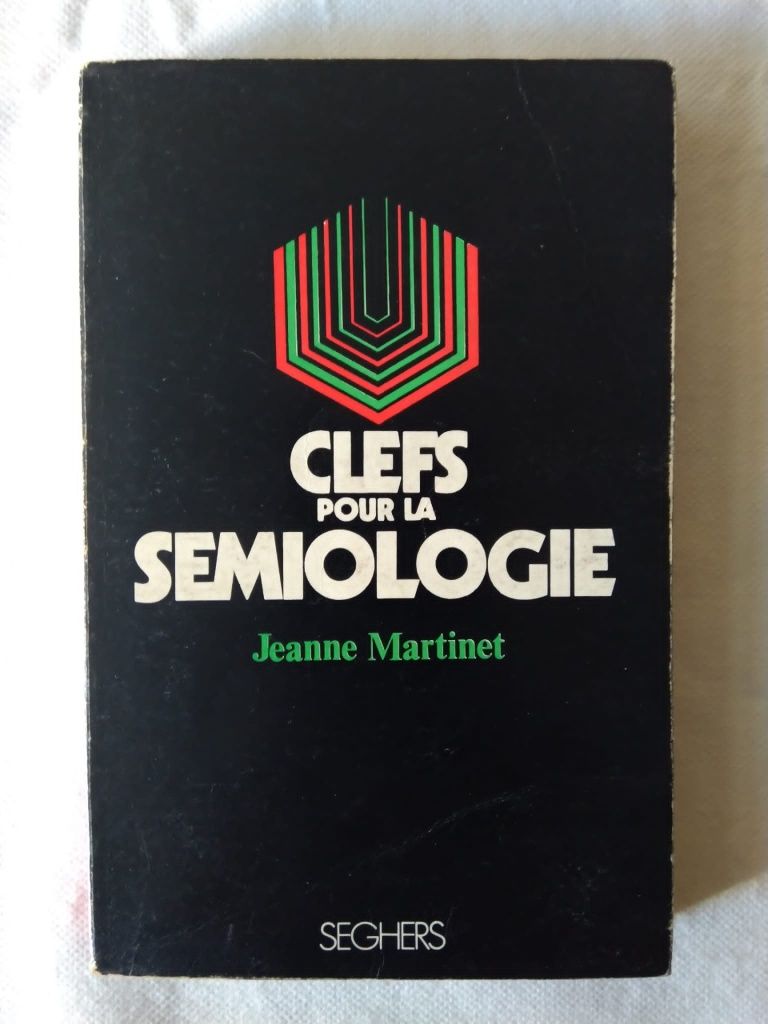 CLEFS
POUR LA
SEMIOLOGIE
Jeanne Martinet
SEGHERS